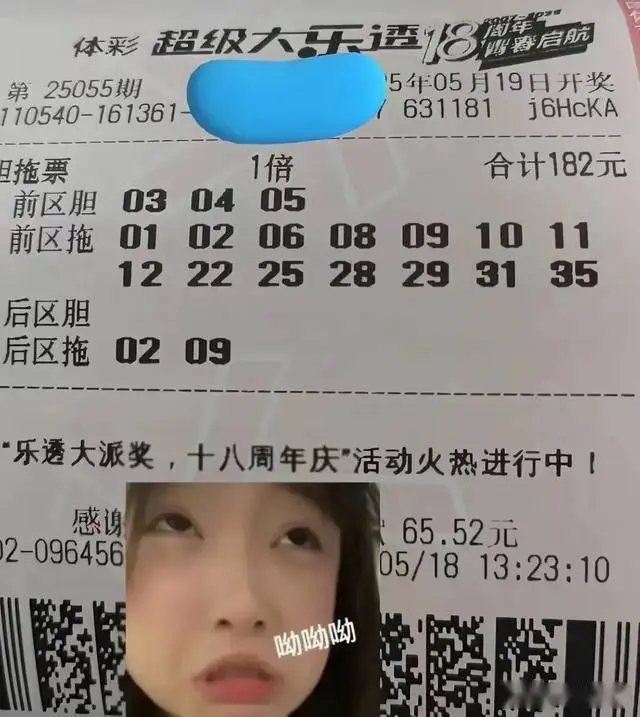 体彩 超级大乐透 18周年 青春启航
第 25055期 5年05月19日开奖
110540-161361- 631181 j6HcKA
胆拖票 1倍 合计182元
前区胆 03 04 05
前区拖 01 02 06 08 09 10 11
12 22 25 28 29 31 35
后区胆
后区拖 02 09
“乐透大派奖，十八周年庆”活动火热进行中！
感谢 65.52元
02-096456 05/18 13:23:10
呦呦呦